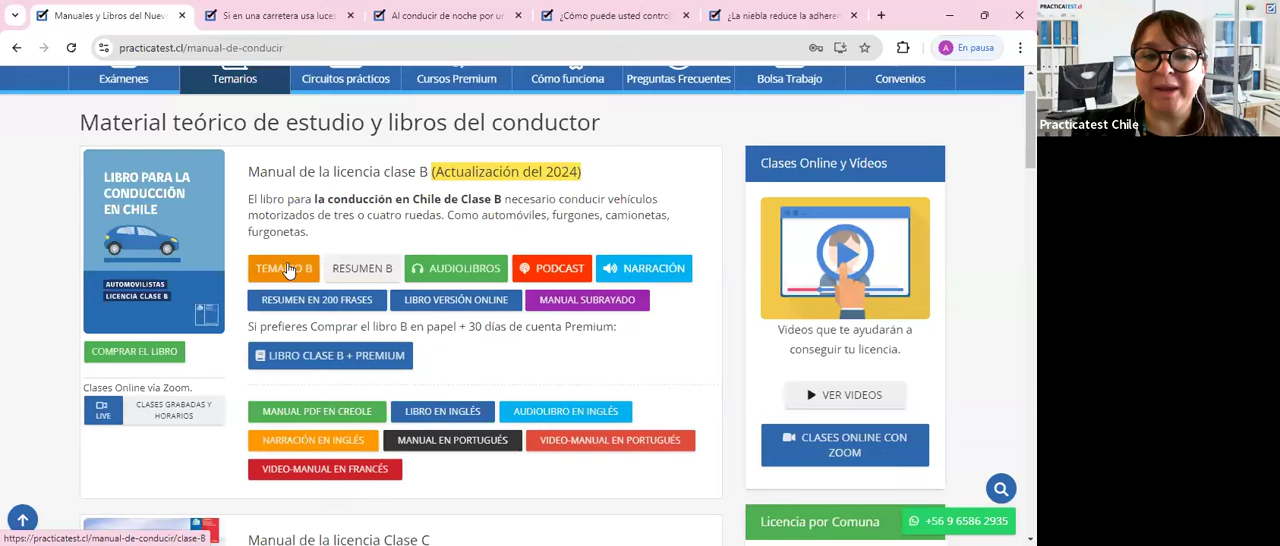 Manuales y Libros del Nuev
Si en una carretera usa luces
Al conducir de noche por un
¿Cómo puede usted contro
¿La niebla reduce la adheren
practicatest.cl/manual-de-conducir
A En pausa
Exámenes
Temarios
Circuitos prácticos
Cursos Premium
Cómo funciona
Preguntas Frecuentes
Bolsa Trabajo
Convenios
Material teórico de estudio y libros del conductor
LIBRO PARA LA
CONDUCCIÓN
EN CHILE
AUTOMOVILISTAS
LICENCIA CLASE B
COMPRAR EL LIBRO
Clases Online vía Zoom.
LIVE
CLASES GRABADAS Y
HORARIOS
Manual de la licencia clase B (Actualización del 2024)
El libro para la conducción en Chile de Clase B necesario conducir vehículos
motorizados de tres o cuatro ruedas. Como automóviles, furgones, camionetas,
furgonetas.
TEMARIO B
RESUMEN B
AUDIOLIBROS
PODCAST
NARRACIÓN
RESUMEN EN 200 FRASES
LIBRO VERSIÓN ONLINE
MANUAL SUBRAYADO
Si prefieres Comprar el libro B en papel + 30 días de cuenta Premium:
LIBRO CLASE B + PREMIUM
MANUAL PDF EN CREOLE
LIBRO EN INGLÉS
AUDIOLIBRO EN INGLÉS
NARRACIÓN EN INGLÉS
MANUAL EN PORTUGUÉS
VIDEO-MANUAL EN PORTUGUÉS
VIDEO-MANUAL EN FRANCÉS
Manual de la licencia Clase C
Clases Online y Vídeos
Videos que te ayudarán a
conseguir tu licencia.
VER VIDEOS
CLASES ONLINE CON
ZOOM
Licencia por Comuna
+56 9 6586 2935
https://practicatest.cl/manual-de-conducir/clase-B
PRACTICATEST.CL
Practicatest Chile